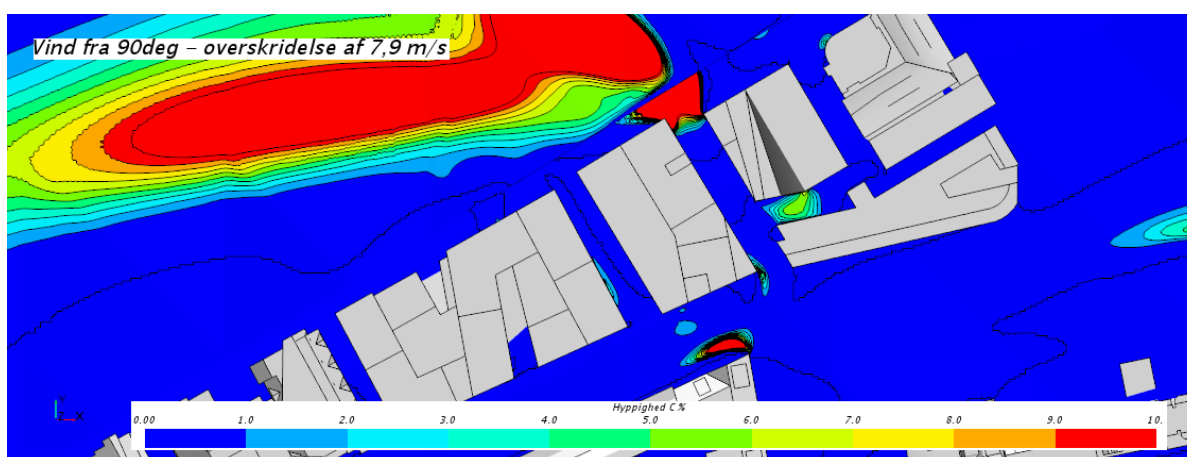 Vind fra 90deg – overskridelse af 7,9 m/s
Hyppighed C%
0.00 1.0 2.0 3.0 4.0 5.0 6.0 7.0 8.0 9.0 10.
Z X